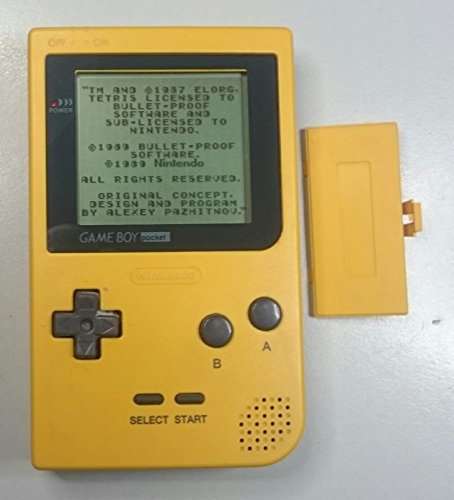 OFF ON
POWER
"TM AND ©1987 ELORG.
TETRIS LICENSED TO
BULLET-PROOF
SOFTWARE AND
SUB-LICENSED TO
NINTENDO.
©1989 BULLET-PROOF
SOFTWARE.
©1989 Nintendo
ALL RIGHTS RESERVED.
ORIGINAL CONCEPT,
DESIGN AND PROGRAM
BY ALEXEY PAZHITNOV."
GAME BOY pocket
Nintendo
B
A
SELECT START